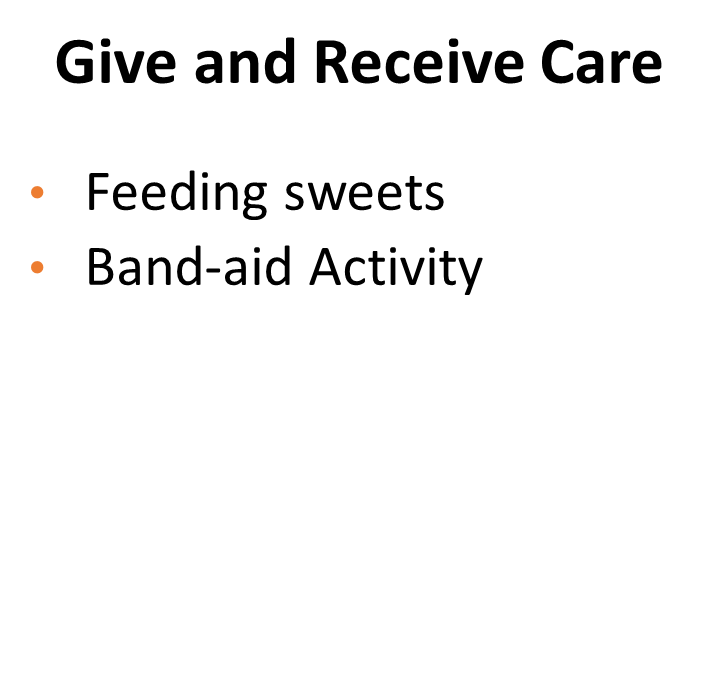 Give and Receive Care
• Feeding sweets
• Band-aid Activity